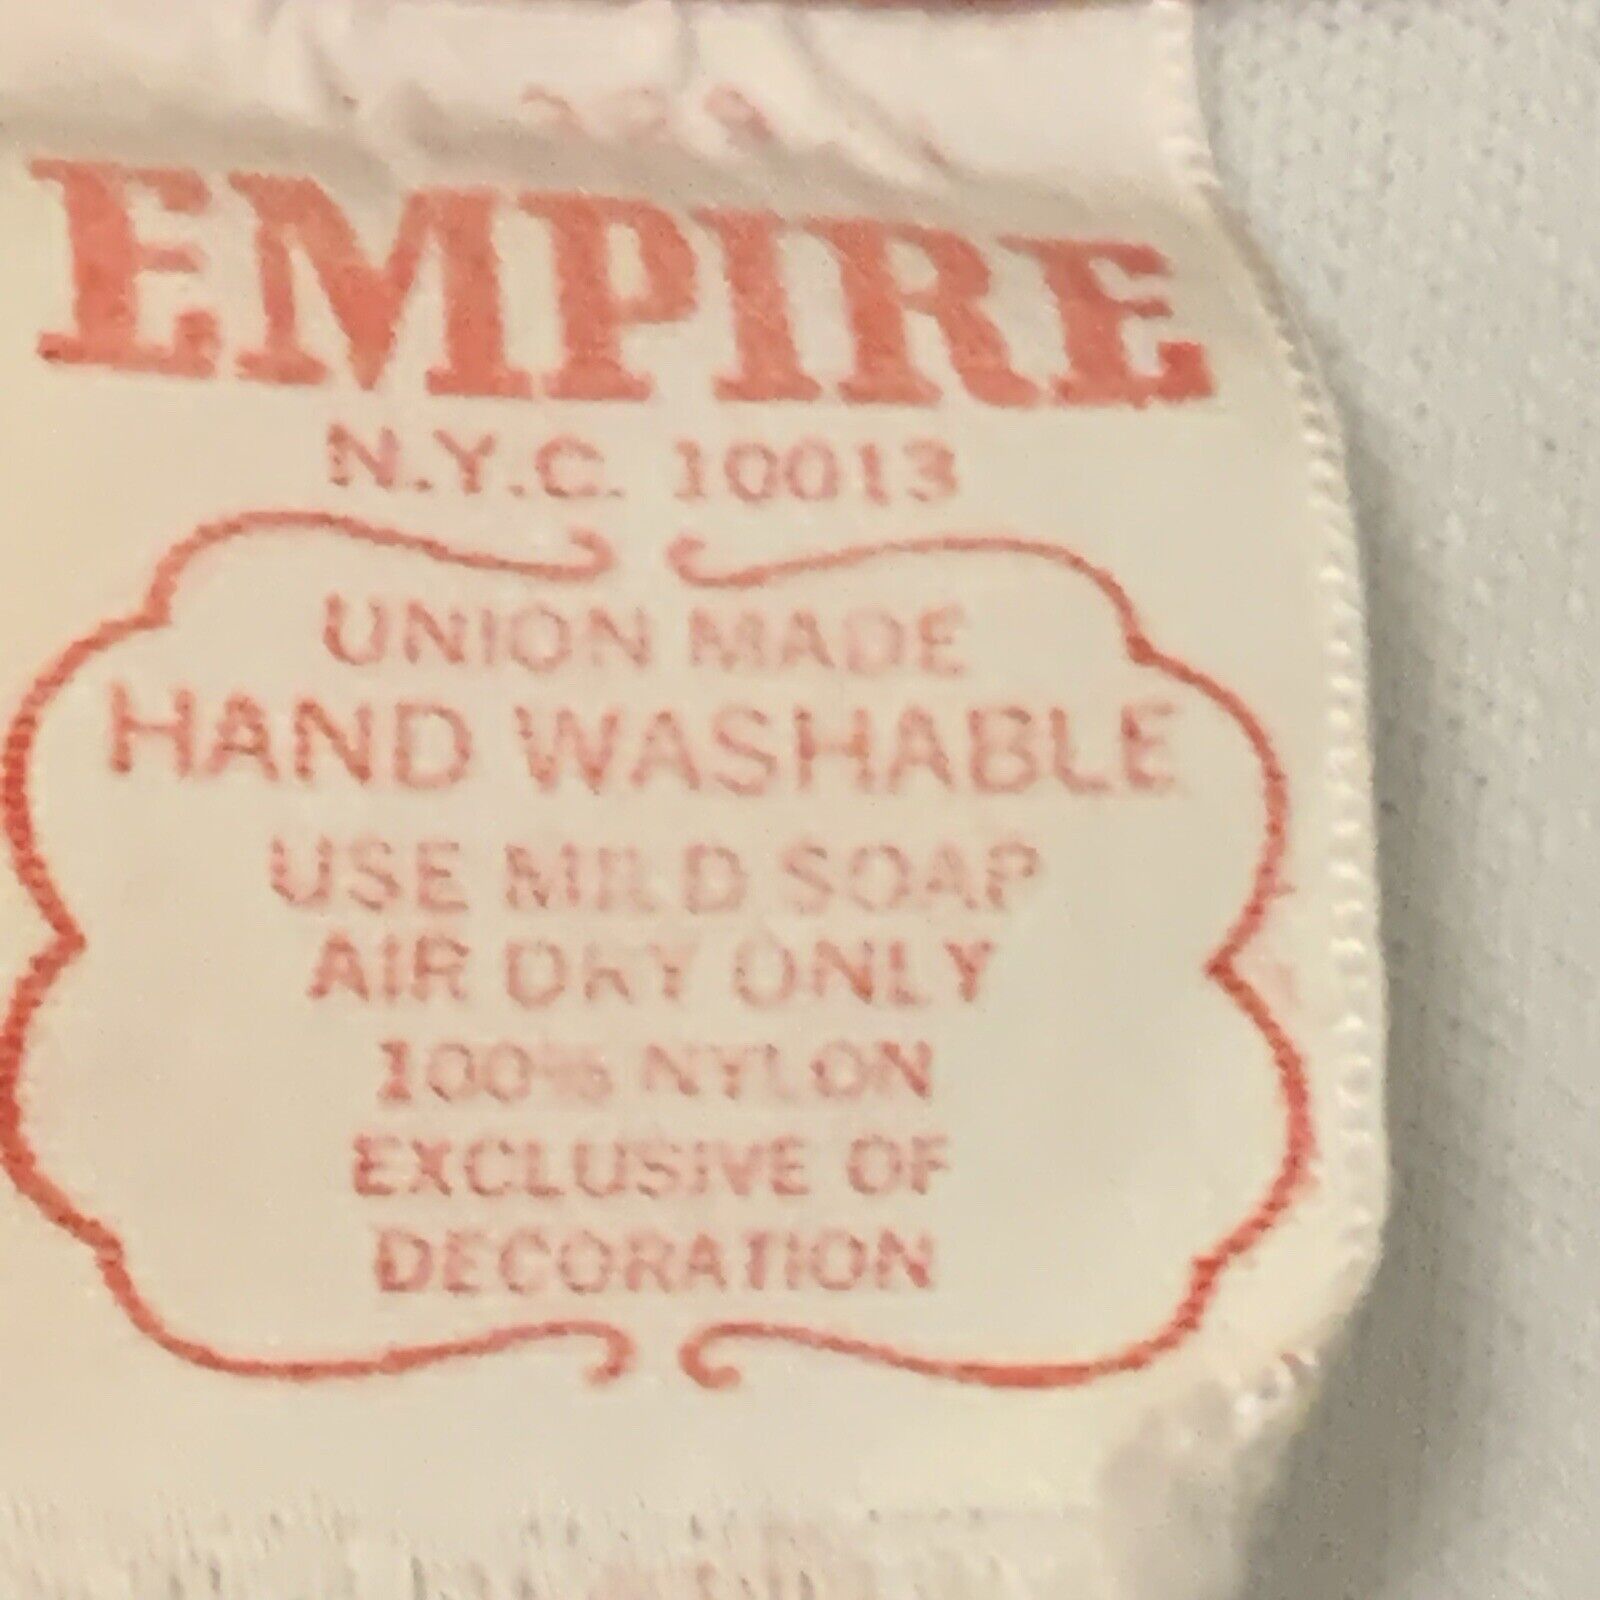 EMPIRE
N.Y.C. 10013
UNION MADE
HAND WASHABLE
USE MILD SOAP
AIR DRY ONLY
100% NYLON
EXCLUSIVE OF
DECORATION